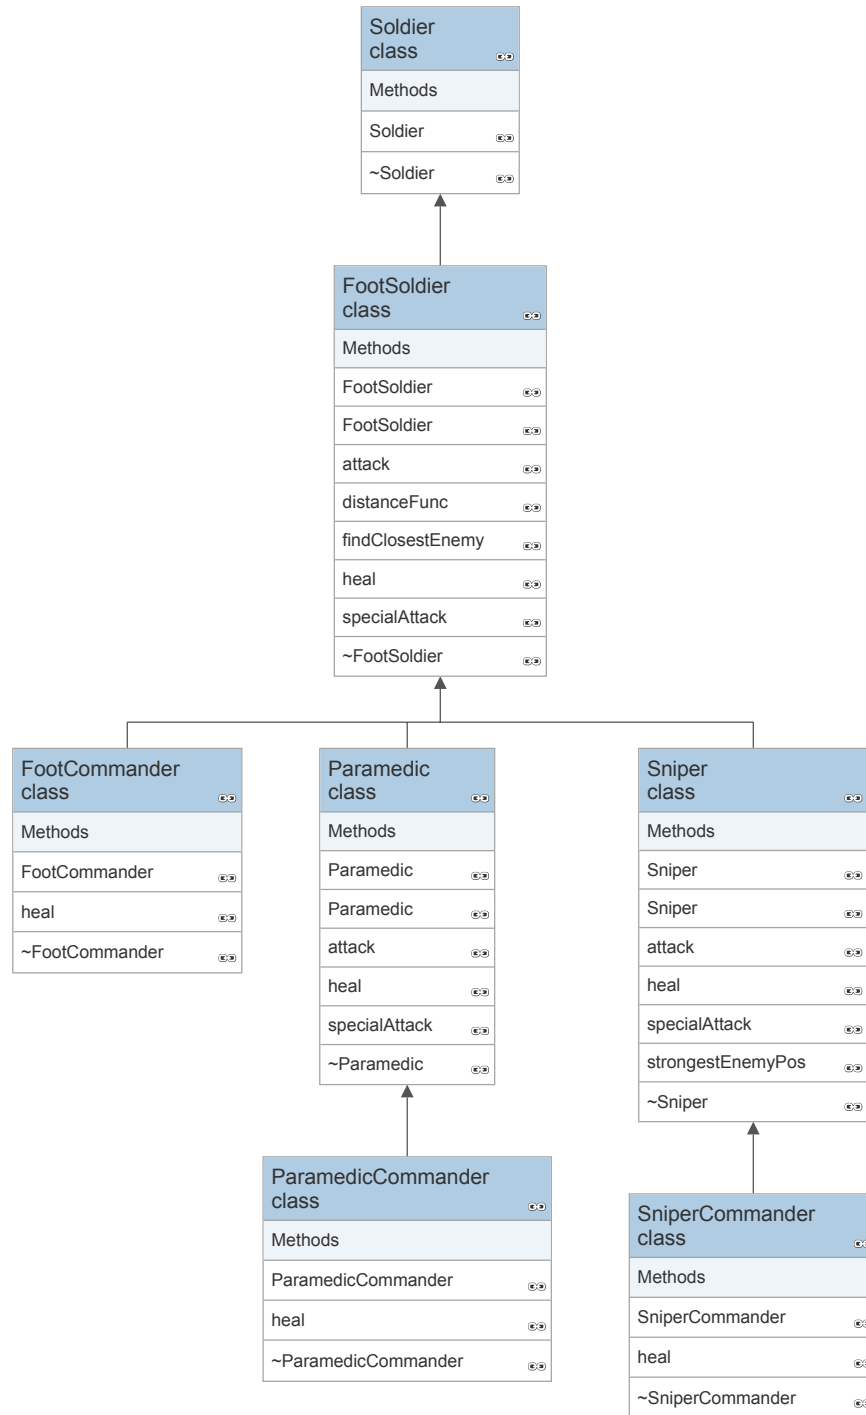 Soldier
class
Methods
Soldier
~Soldier
FootSoldier
class
Methods
FootSoldier
FootSoldier
attack
distanceFunc
findClosestEnemy
heal
specialAttack
~FootSoldier
FootCommander
class
Methods
FootCommander
heal
~FootCommander
Paramedic
class
Methods
Paramedic
Paramedic
attack
heal
specialAttack
~Paramedic
Sniper
class
Methods
Sniper
Sniper
attack
heal
specialAttack
strongestEnemyPos
~Sniper
ParamedicCommander
class
Methods
ParamedicCommander
heal
~ParamedicCommander
SniperCommander
class
Methods
SniperCommander
heal
~SniperCommander